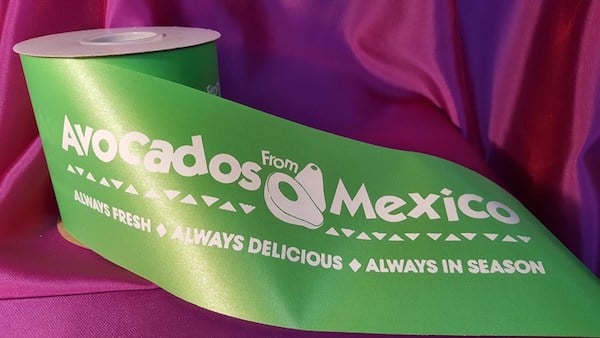 Avocados From Mexico
ALWAYS FRESH ◆ ALWAYS DELICIOUS ◆ ALWAYS IN SEASON